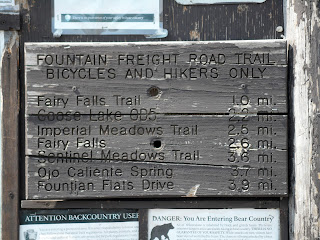 FOUNTAIN FREIGHT ROAD TRAIL
BICYCLES AND HIKERS ONLY
Fairy Falls Trail 1.0 mi.
Goose Lake OD5 2.2 mi.
Imperial Meadows Trail 2.5 mi.
Fairy Falls 2.6 mi.
Sentinel Meadows Trail 3.6 mi.
Ojo Caliente Spring 3.7 mi.
Fountian Flats Drive 3.9 mi.
ATTENTION BACKCOUNTRY USE
DANGER: You Are Entering Bear Country